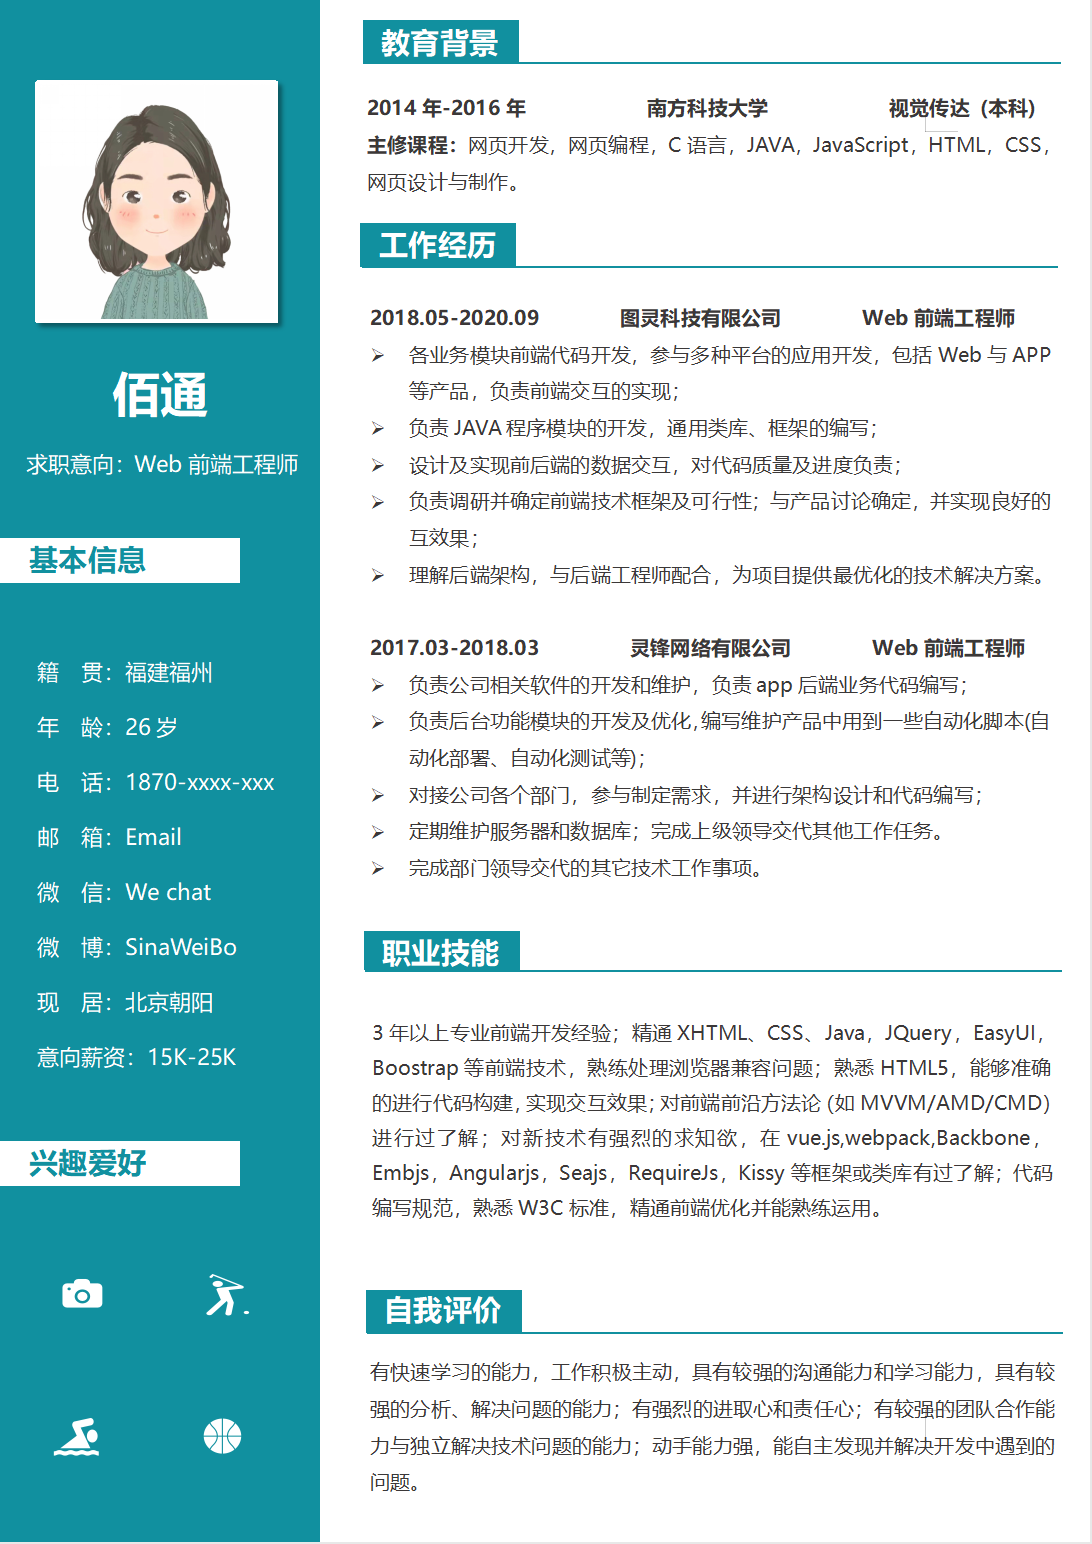 佰通
求职意向：Web 前端工程师
基本信息
籍　贯：福建福州
年　龄：26 岁
电　话：1870-xxxx-xxx
邮　箱：Email
微　信：We chat
微　博：SinaWeiBo
现　居：北京朝阳
意向薪资：15K-25K
兴趣爱好
教育背景
2014 年-2016 年　南方科技大学　视觉传达（本科）
主修课程：网页开发，网页编程，C 语言，JAVA，JavaScript，HTML，CSS，
网页设计与制作。
工作经历
2018.05-2020.09　图灵科技有限公司　Web 前端工程师
➢ 各业务模块前端代码开发，参与多种平台的应用开发，包括 Web 与 APP
等产品，负责前端交互的实现；
➢ 负责 JAVA 程序模块的开发，通用类库、框架的编写；
➢ 设计及实现前后端的数据交互，对代码质量及进度负责；
➢ 负责调研并确定前端技术框架及可行性；与产品讨论确定，并实现良好的
互效果；
➢ 理解后端架构，与后端工程师配合，为项目提供最优化的技术解决方案。
2017.03-2018.03　灵锋网络有限公司　Web 前端工程师
➢ 负责公司相关软件的开发和维护，负责 app 后端业务代码编写；
➢ 负责后台功能模块的开发及优化,编写维护产品中用到一些自动化脚本(自
动化部署、自动化测试等)；
➢ 对接公司各个部门，参与制定需求，并进行架构设计和代码编写；
➢ 定期维护服务器和数据库；完成上级领导交代其他工作任务。
➢ 完成部门领导交代的其它技术工作事项。
职业技能
3 年以上专业前端开发经验；精通 XHTML、CSS、Java，JQuery，EasyUI，
Boostrap 等前端技术，熟练处理浏览器兼容问题；熟悉 HTML5，能够准确
的进行代码构建,实现交互效果;对前端前沿方法论 (如 MVVM/AMD/CMD)
进行过了解；对新技术有强烈的求知欲，在 vue.js,webpack,Backbone，
Embjs，Angularjs，Seajs，RequireJs，Kissy 等框架或类库有过了解；代码
编写规范，熟悉 W3C 标准，精通前端优化并能熟练运用。
自我评价
有快速学习的能力，工作积极主动，具有较强的沟通能力和学习能力，具有较
强的分析、解决问题的能力；有强烈的进取心和责任心；有较强的团队合作能
力与独立解决技术问题的能力；动手能力强，能自主发现并解决开发中遇到的
问题。